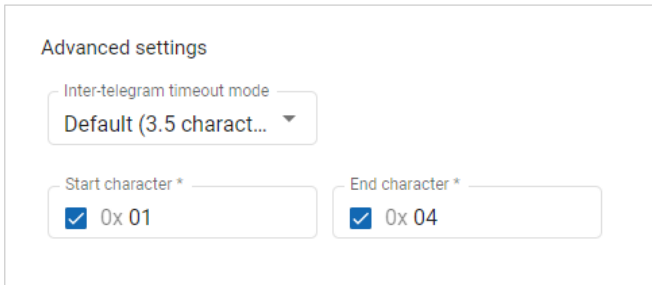 Advanced settings
Inter-telegram timeout mode
Default (3.5 charact...
Start character * End character *
0x 01 0x 04